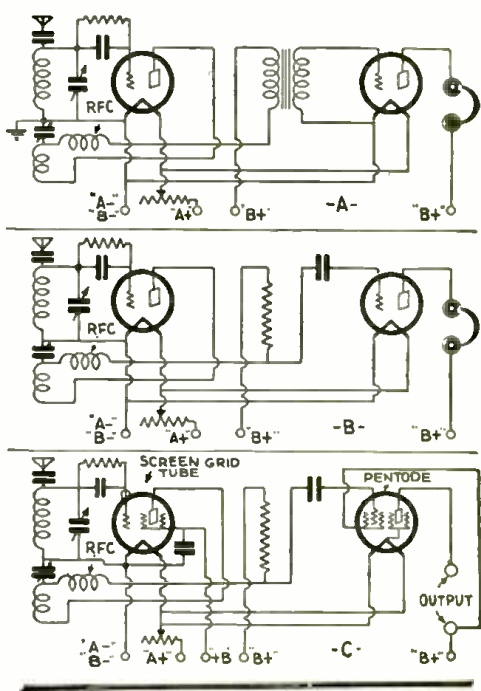 RFC
"A-"
"B-"
"A+"
"B+"
-A-
"B+"
RFC
"A-"
"B-"
"A+"
"B+"
-B-
"B+"
SCREEN GRID
TUBE
PENTODE
RFC
OUTPUT
"A-"
"B-"
"A+"
+B
"B+"
-C-
"B+"